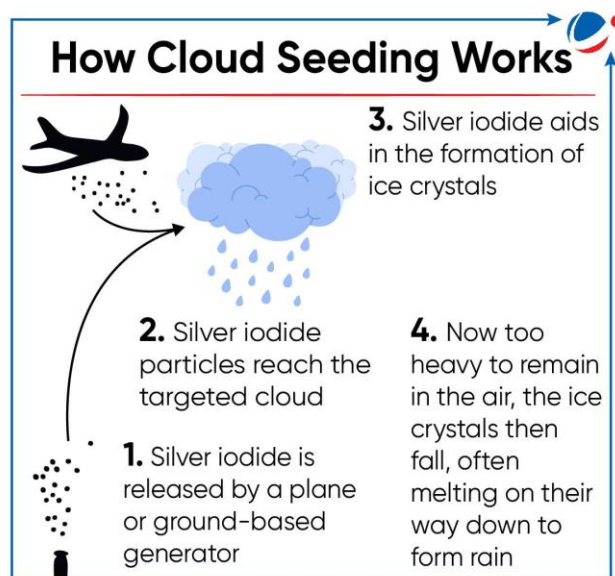 How Cloud Seeding Works
3. Silver iodide aids
in the formation of
ice crystals
2. Silver iodide
particles reach the
targeted cloud
1. Silver iodide is
released by a plane
or ground-based
generator
4. Now too
heavy to remain
in the air, the ice
crystals then
fall, often
melting on their
way down to
form rain